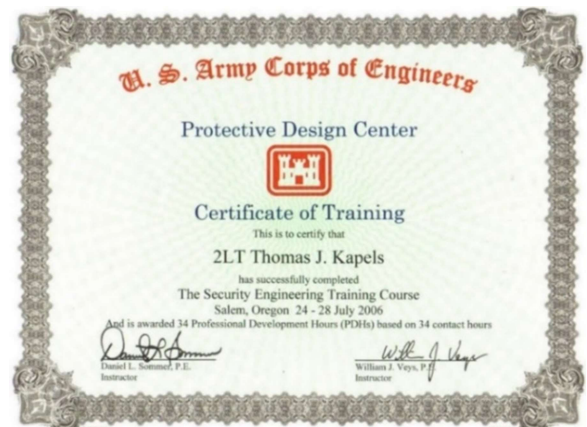 U. S. Army Corps of Engineers
Protective Design Center
Certificate of Training
This is to certify that
2LT Thomas J. Kapels
has successfully completed
The Security Engineering Training Course
Salem, Oregon 24 - 28 July 2006
And is awarded 34 Professional Development Hours (PDHs) based on 34 contact hours
Daniel L. Sommer, P.E.
Instructor
William J. Veys, P.E.
Instructor